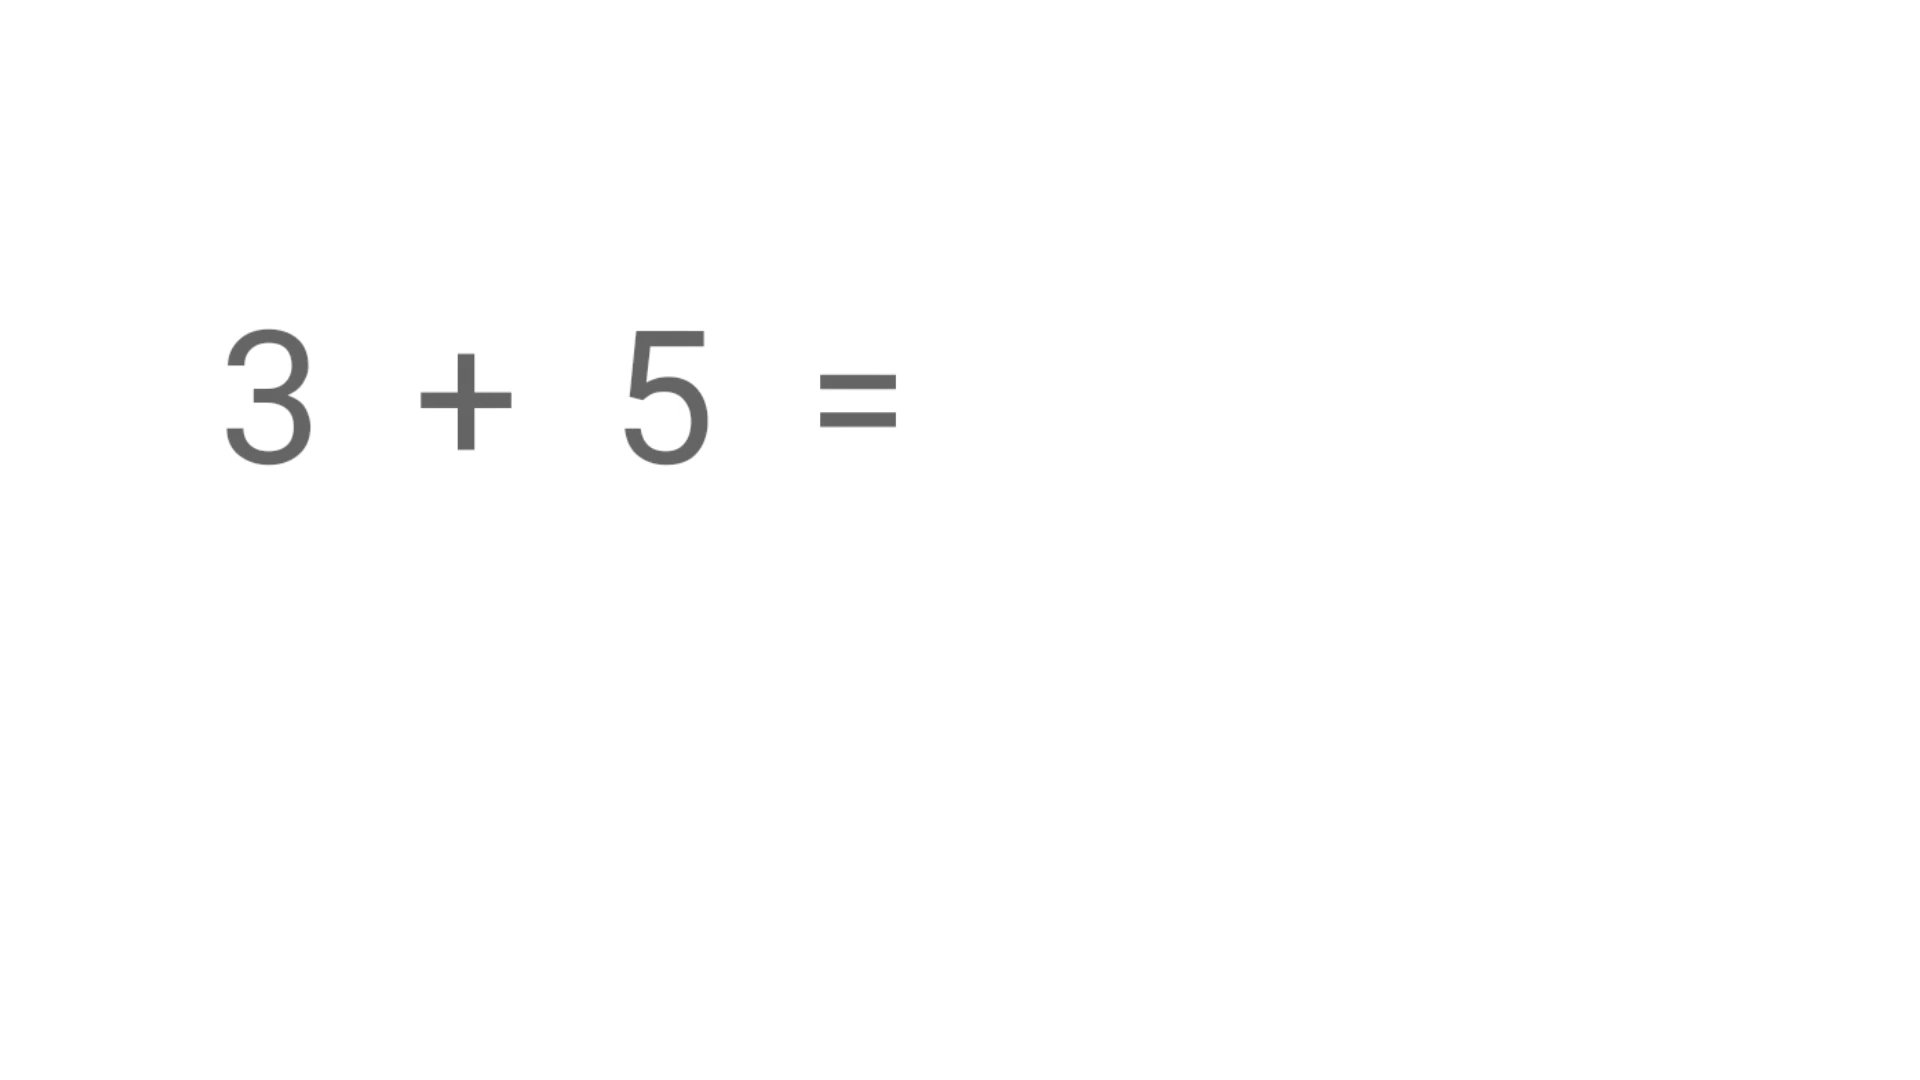 3 + 5 =